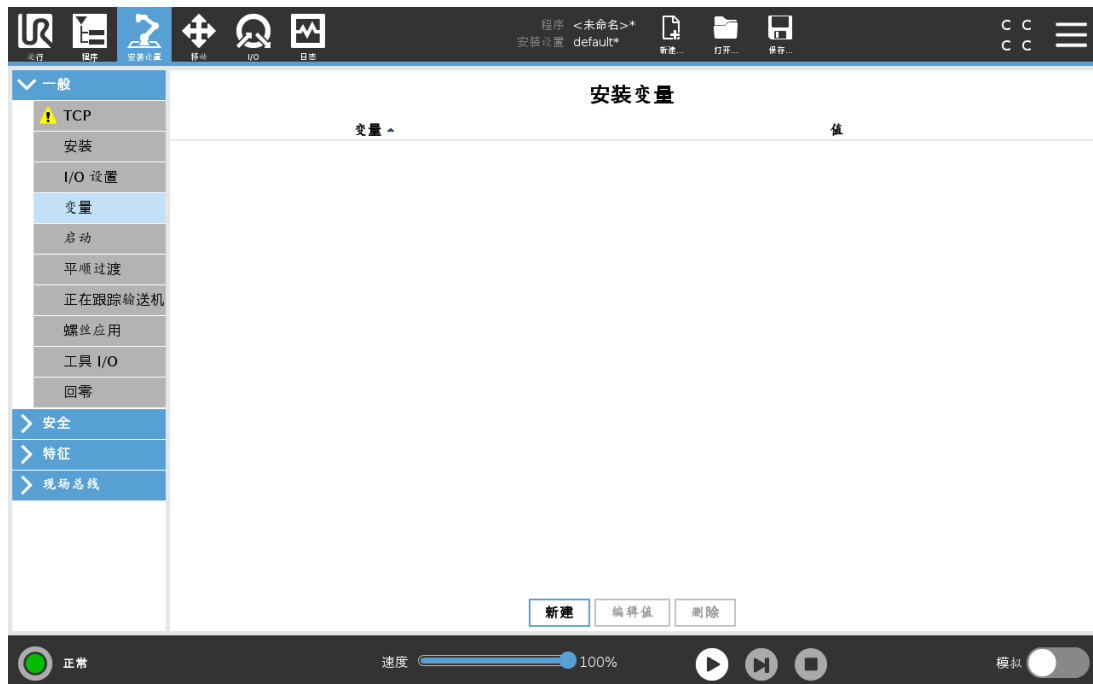 程序 <未命名>*
安装设置 default*
C C
C C
运行 程序 安装设置 移动 I/O 日志 新建... 打开... 保存...
一般
TCP
安装
I/O 设置
变量
启动
平顺过渡
正在跟踪输送机
螺丝应用
工具 I/O
回零
安全
特征
现场总线
安装变量
变量 值
新建 编辑值 删除
正常 速度 100% 模拟